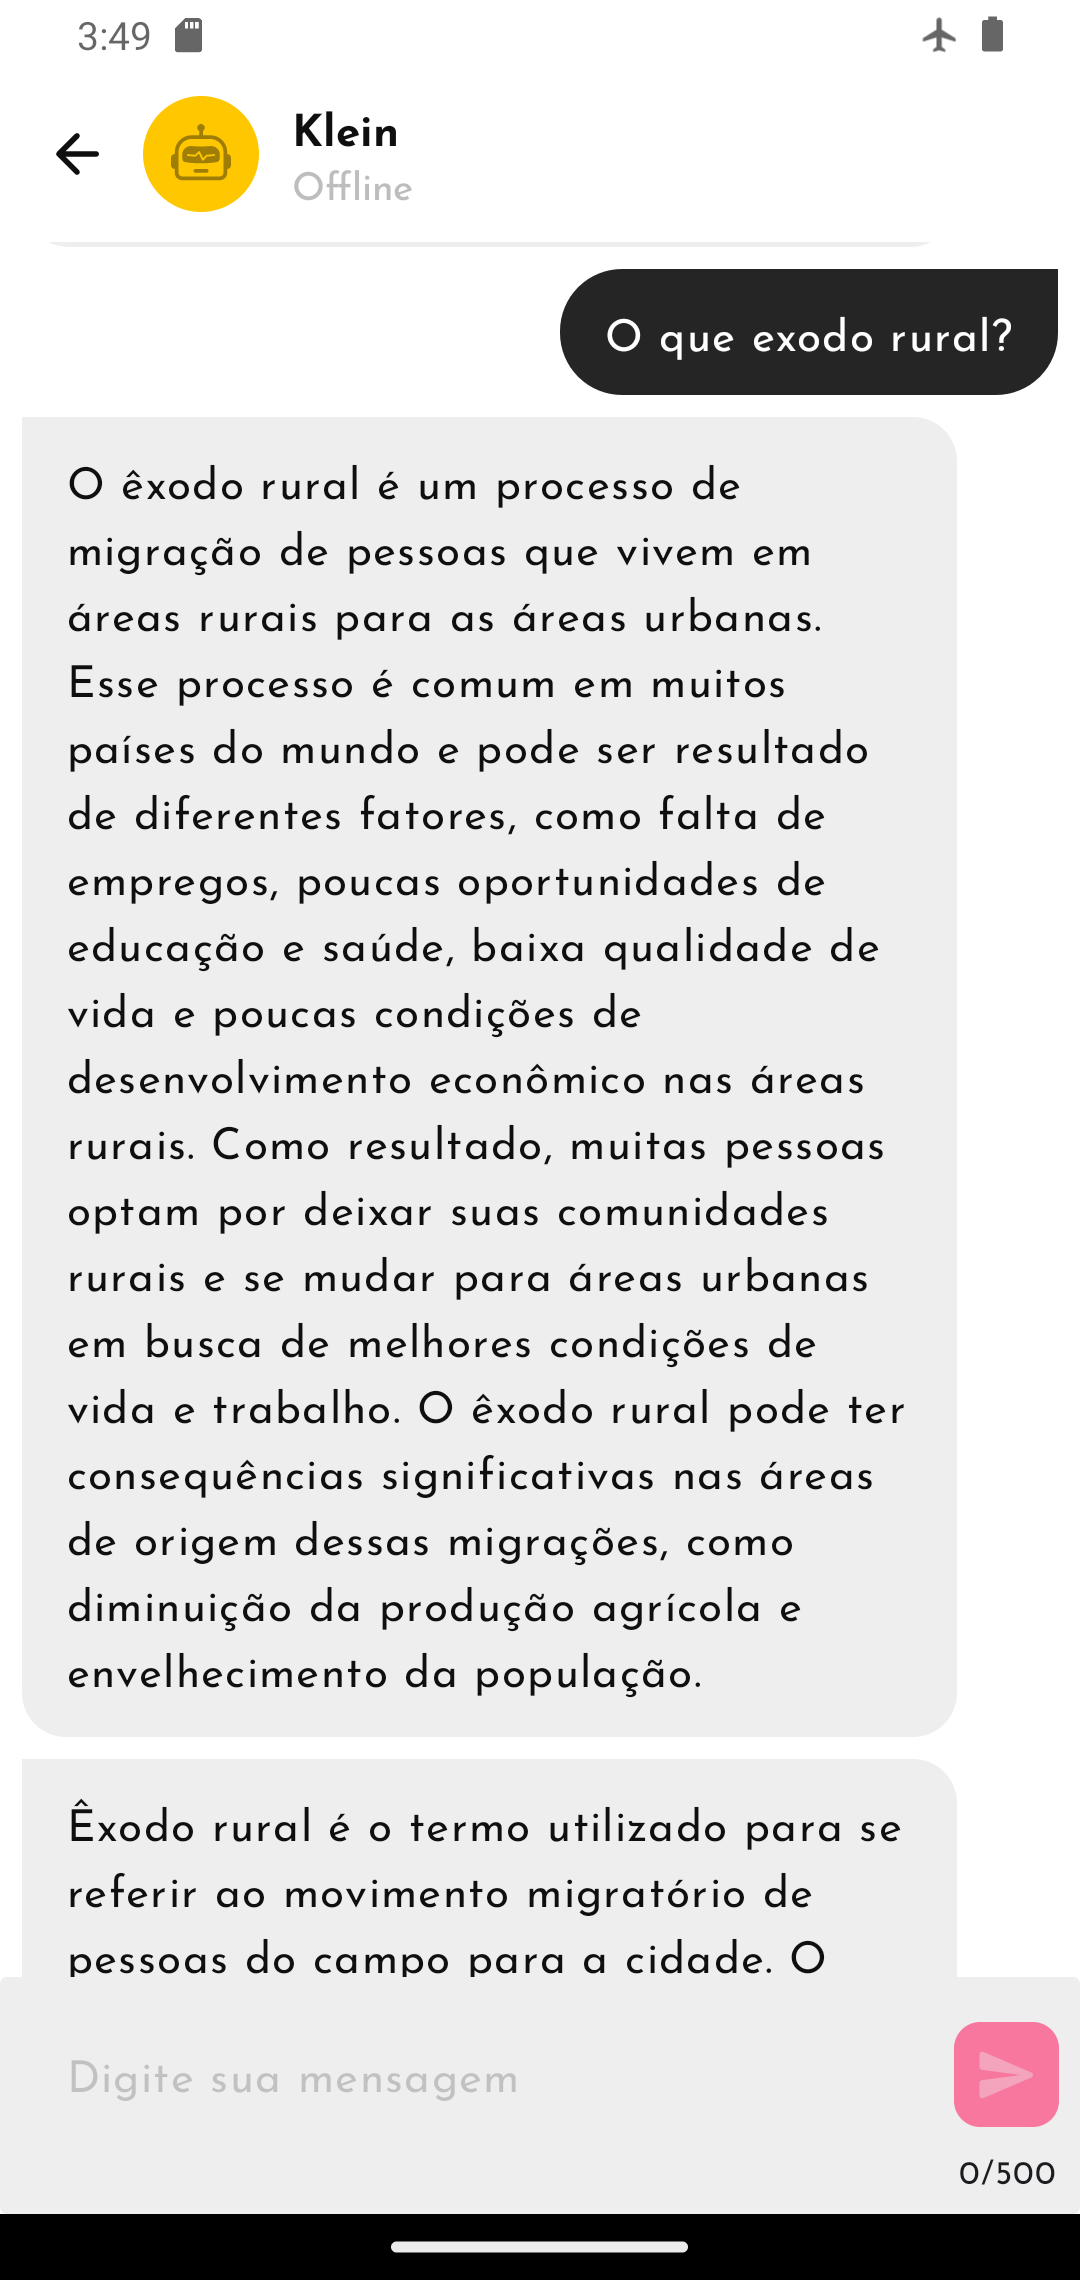 3:49
Klein
Offline
O que exodo rural?
O êxodo rural é um processo de
migração de pessoas que vivem em
áreas rurais para as áreas urbanas.
Esse processo é comum em muitos
países do mundo e pode ser resultado
de diferentes fatores, como falta de
empregos, poucas oportunidades de
educação e saúde, baixa qualidade de
vida e poucas condições de
desenvolvimento econômico nas áreas
rurais. Como resultado, muitas pessoas
optam por deixar suas comunidades
rurais e se mudar para áreas urbanas
em busca de melhores condições de
vida e trabalho. O êxodo rural pode ter
consequências significativas nas áreas
de origem dessas migrações, como
diminuição da produção agrícola e
envelhecimento da população.
Êxodo rural é o termo utilizado para se
referir ao movimento migratório de
pessoas do campo para a cidade. O
Digite sua mensagem
0/500